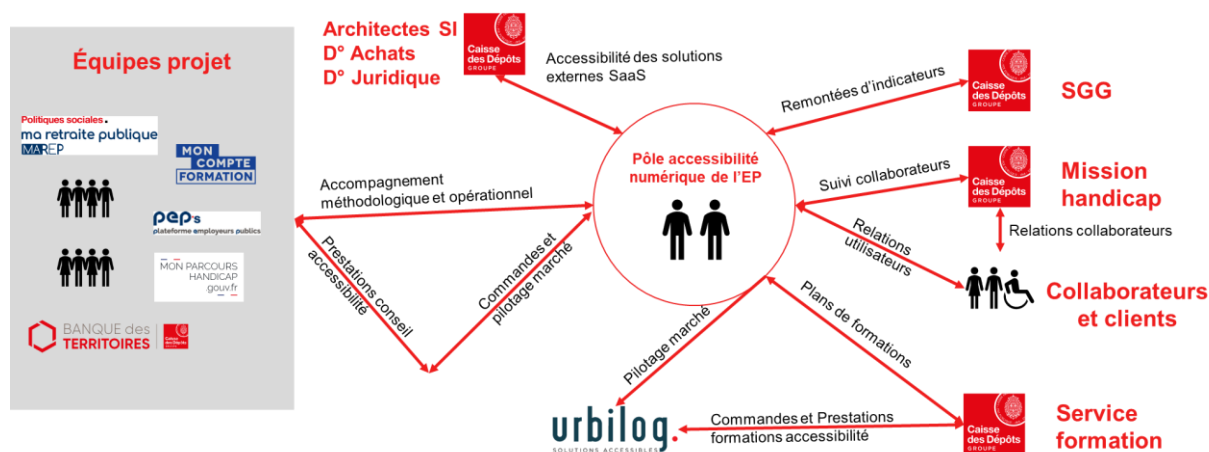 Équipes projet
Politiques sociales.
ma retraite publique
MAREP
MON
COMPTE
FORMATION
pep's
plateforme employeurs publics
MON PARCOURS
HANDICAP
gouv.fr
BANQUE des
TERRITOIRES
Caisse
des Dépôts
GROUPE
Architectes SI
D° Achats
D° Juridique
Caisse
des Dépôts
GROUPE
Accessibilité des solutions
externes SaaS
Accompagnement
méthodologique et opérationnel
Prestations conseil
accessibilité
Commandes et
pilotage marché
Pôle accessibilité
numérique de l'EP
Remontées d'indicateurs
Caisse
des Dépôts
GROUPE
SGG
Suivi collaborateurs
Caisse
des Dépôts
GROUPE
Mission
handicap
Relations collaborateurs
Relations
utilisateurs
Collaborateurs
et clients
Plans de formations
Pilotage marché
urbilog.
SOLUTIONS ACCESSIBLES
Commandes et Prestations
formations accessibilité
Caisse
des Dépôts
GROUPE
Service
formation